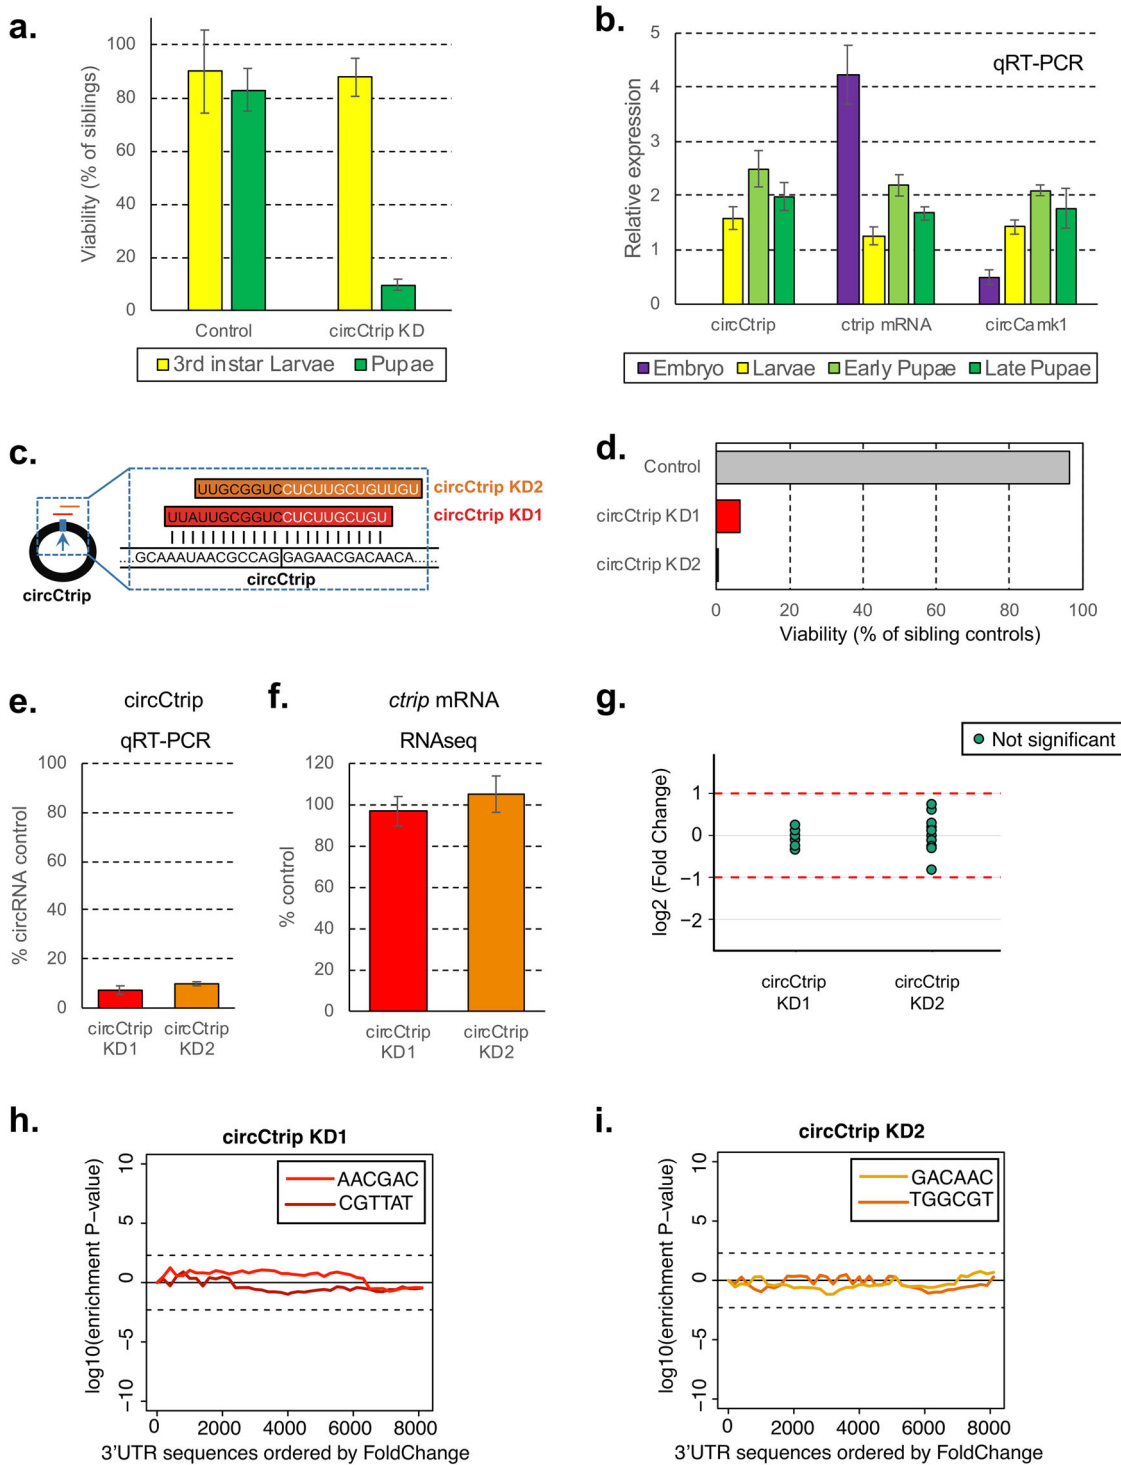 a.
100
80
60
40
20
0
Viability (% of siblings)
Control
circCtrip KD
3rd instar Larvae
Pupae
b.
5
4
3
2
1
0
Relative expression
qRT-PCR
circCtrip
ctrip mRNA
circCamk1
Embryo
Larvae
Early Pupae
Late Pupae
c.
UUGCGGUCCUCUUGCUGUUGU
circCtrip KD2
UUAUUGCGGUCCUCUUGCUGU
circCtrip KD1
...GCAAAUAACGCCAG GAGAACGACAACA.....
circCtrip
circCtrip
d.
Control
circCtrip KD1
circCtrip KD2
0 20 40 60 80 100
Viability (% of sibling controls)
e.
circCtrip
qRT-PCR
100
80
60
40
20
0
% circRNA control
circCtrip KD1
circCtrip KD2
f.
ctrip mRNA
RNAseq
120
100
80
60
40
20
0
% control
circCtrip KD1
circCtrip KD2
g.
Not significant
1
0
−1
−2
log2 (Fold Change)
circCtrip KD1
circCtrip KD2
h.
circCtrip KD1
AACGAC
CGTTAT
10
5
0
−5
−10
log10(enrichment P−value)
0 2000 4000 6000 8000
3'UTR sequences ordered by FoldChange
i.
circCtrip KD2
GACAAC
TGGCGT
10
5
0
−5
−10
log10(enrichment P−value)
0 2000 4000 6000 8000
3'UTR sequences ordered by FoldChange